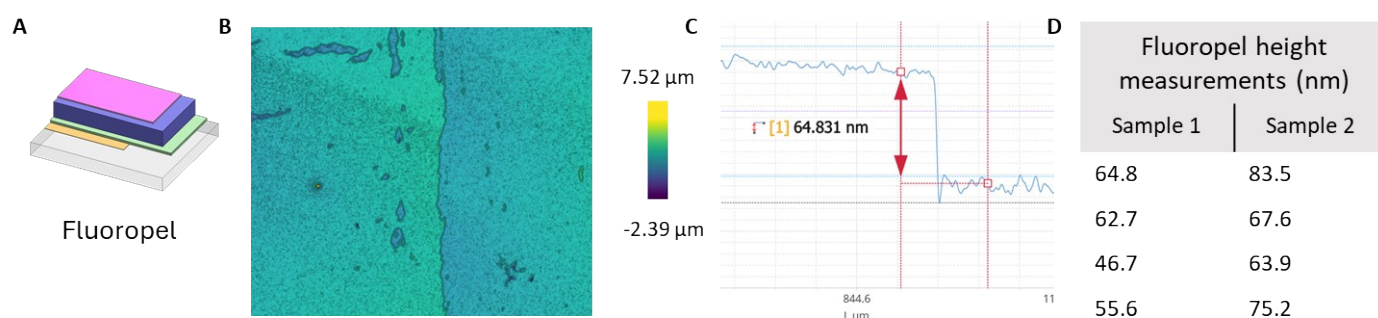 A
Fluoropel
B
7.52 µm
-2.39 µm
C
[1] 64.831 nm
844.6
11
L µm
D
Fluoropel height
measurements (nm)
Sample 1 Sample 2
64.8 83.5
62.7 67.6
46.7 63.9
55.6 75.2